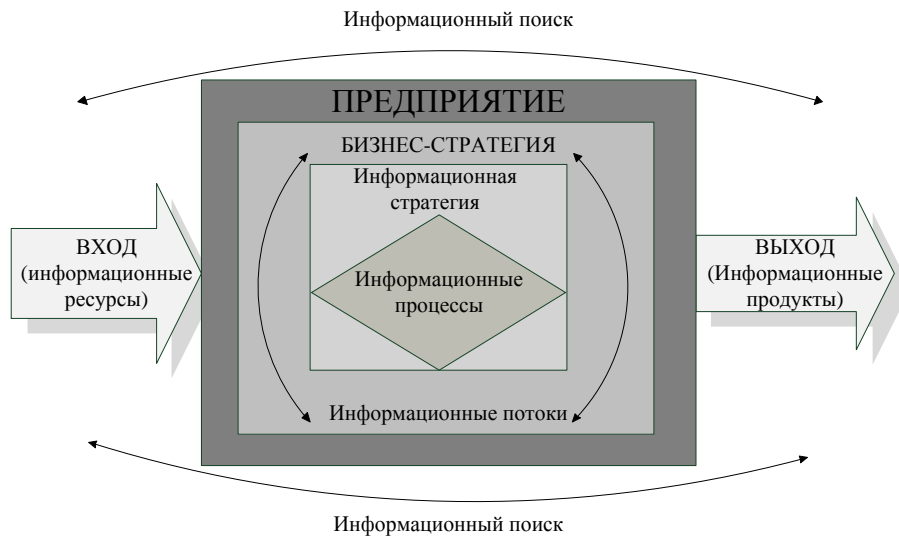 Информационный поиск
ПРЕДПРИЯТИЕ
БИЗНЕС-СТРАТЕГИЯ
Информационная
стратегия
ВХОД
(информационные
ресурсы)
Информационные
процессы
ВЫХОД
(Информационные
продукты)
Информационные потоки
Информационный поиск